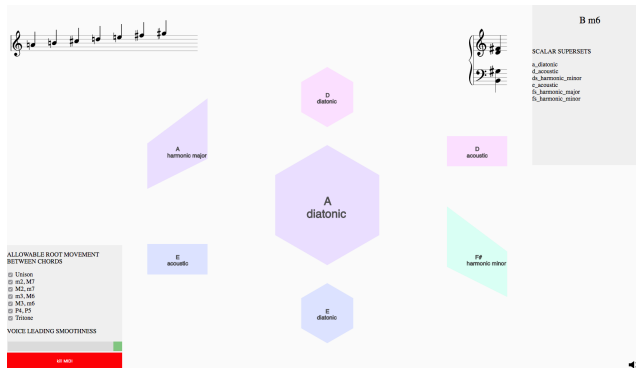 B m6
SCALAR SUPERSETS
a_diatonic
d_acoustic
ds_harmonic_minor
e_acoustic
fs_harmonic_major
fs_harmonic_minor
D
diatonic
A
harmonic major
D
acoustic
A
diatonic
E
acoustic
F#
harmonic minor
E
diatonic
ALLOWABLE ROOT MOVEMENT
BETWEEN CHORDS
Unison
m2, M7
M2, m7
m3, M6
M3, m6
P4, P5
Tritone
VOICE LEADING SMOOTHNESS